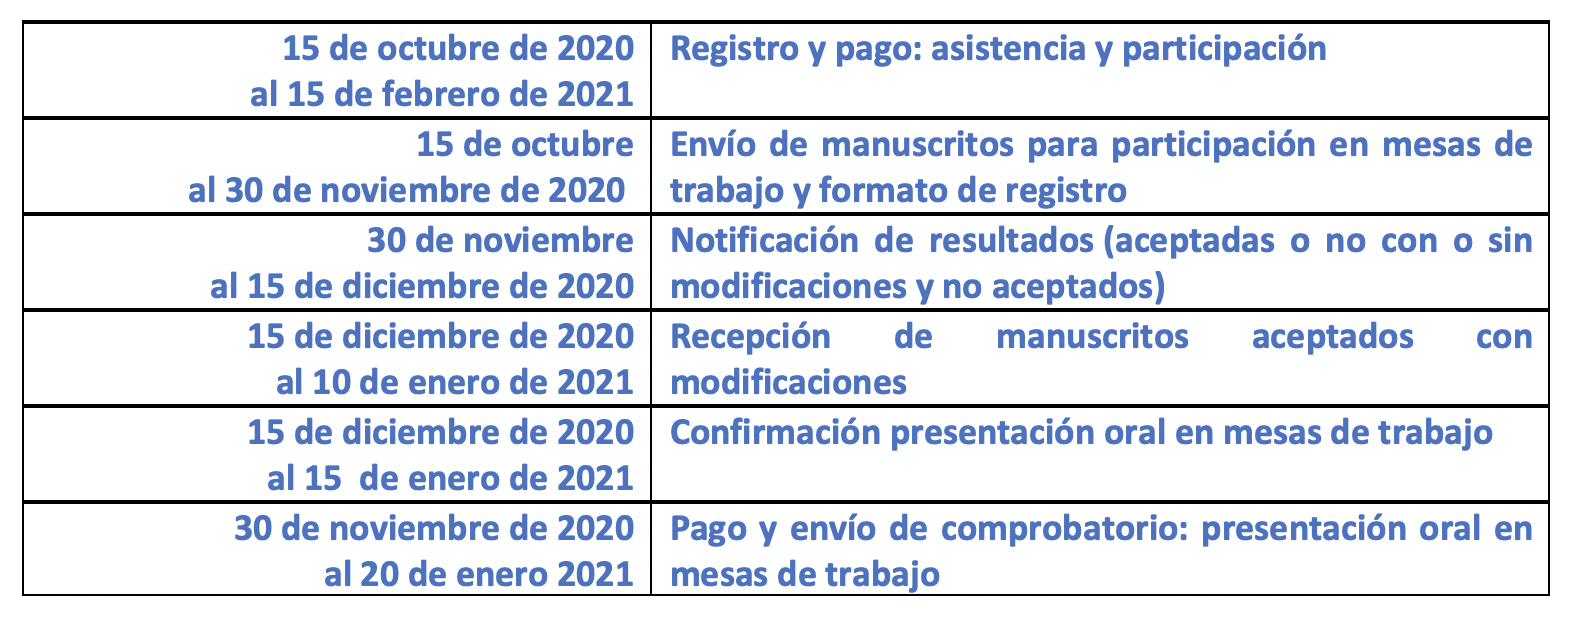 15 de octubre de 2020
al 15 de febrero de 2021
Registro y pago: asistencia y participación
15 de octubre
al 30 de noviembre de 2020
Envío de manuscritos para participación en mesas de
trabajo y formato de registro
30 de noviembre
al 15 de diciembre de 2020
Notificación de resultados (aceptadas o no con o sin
modificaciones y no aceptados)
15 de diciembre de 2020
al 10 de enero de 2021
Recepción de manuscritos aceptados con
modificaciones
15 de diciembre de 2020
al 15 de enero de 2021
Confirmación presentación oral en mesas de trabajo
30 de noviembre de 2020
al 20 de enero 2021
Pago y envío de comprobatorio: presentación oral en
mesas de trabajo